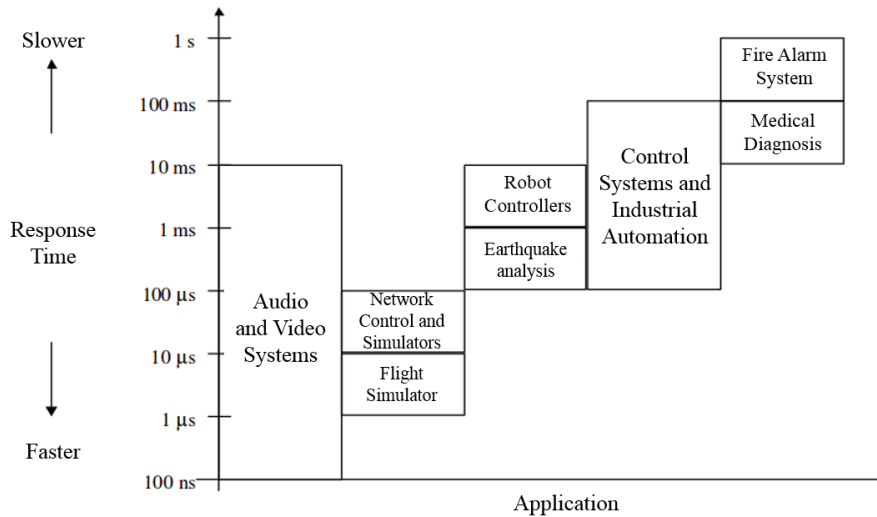 Slower
Response
Time
Faster
1 s
100 ms
10 ms
1 ms
100 μs
10 μs
1 μs
100 ns
Audio
and Video
Systems
Network
Control and
Simulators
Flight
Simulator
Robot
Controllers
Earthquake
analysis
Control
Systems and
Industrial
Automation
Fire Alarm
System
Medical
Diagnosis
Application